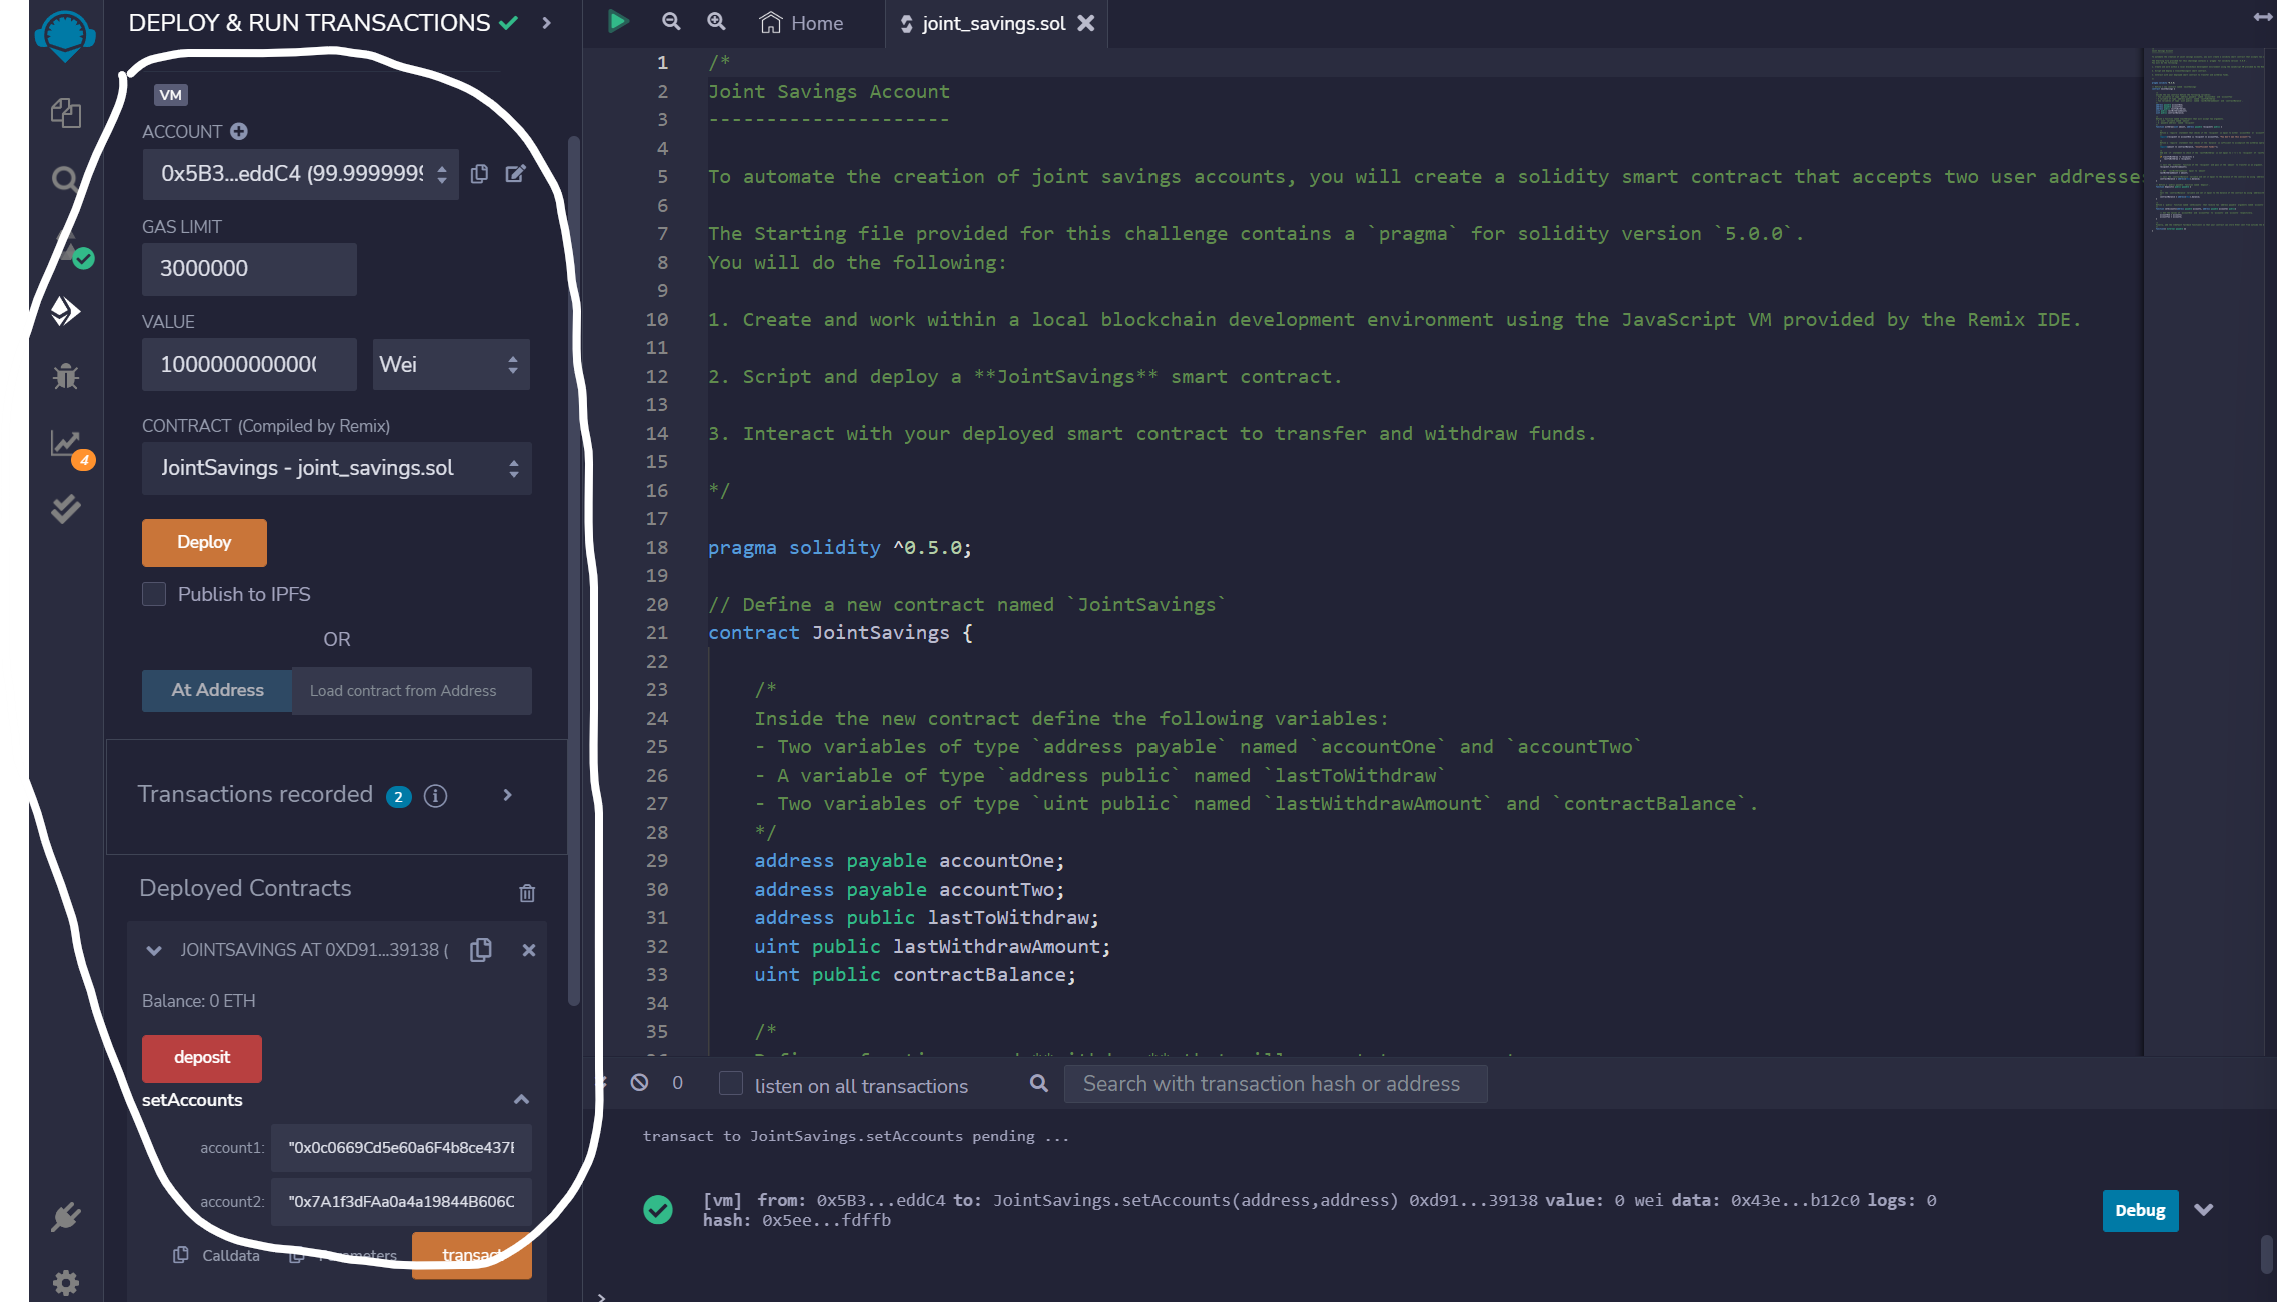 DEPLOY & RUN TRANSACTIONS
VM
ACCOUNT
0x5B3...eddC4 (99.9999999
GAS LIMIT
3000000
VALUE
1000000000000
Wei
CONTRACT (Compiled by Remix)
JointSavings - joint_savings.sol
Deploy
Publish to IPFS
OR
At Address
Load contract from Address
Transactions recorded 2
Deployed Contracts
JOINTSAVINGS AT 0XD91...39138 (
Balance: 0 ETH
deposit
setAccounts
account1: "0x0c0669Cd5e60a6F4b8ce437E
account2: "0x7A1f3dFAa0a4a19844B606C
Calldata
Parameters
transact
4
Home
joint_savings.sol
1 /*
2 Joint Savings Account
3 ---------------------
4
5 To automate the creation of joint savings accounts, you will create a solidity smart contract that accepts two user addresses
6
7 The Starting file provided for this challenge contains a `pragma` for solidity version `5.0.0`.
8 You will do the following:
9
10 1. Create and work within a local blockchain development environment using the JavaScript VM provided by the Remix IDE.
11
12 2. Script and deploy a **JointSavings** smart contract.
13
14 3. Interact with your deployed smart contract to transfer and withdraw funds.
15
16 */
17
18 pragma solidity ^0.5.0;
19
20 // Define a new contract named `JointSavings`
21 contract JointSavings {
22
23 /*
24 Inside the new contract define the following variables:
25 - Two variables of type `address payable` named `accountOne` and `accountTwo`
26 - A variable of type `address public` named `lastToWithdraw`
27 - Two variables of type `uint public` named `lastWithdrawAmount` and `contractBalance`.
28 */
29 address payable accountOne;
30 address payable accountTwo;
31 address public lastToWithdraw;
32 uint public lastWithdrawAmount;
33 uint public contractBalance;
34
35 /*
0
listen on all transactions
Search with transaction hash or address
transact to JointSavings.setAccounts pending ...
[vm] from: 0x5B3...eddC4 to: JointSavings.setAccounts(address,address) 0xd91...39138 value: 0 wei data: 0x43e...b12c0 logs: 0
hash: 0x5ee...fdffb
Debug
>